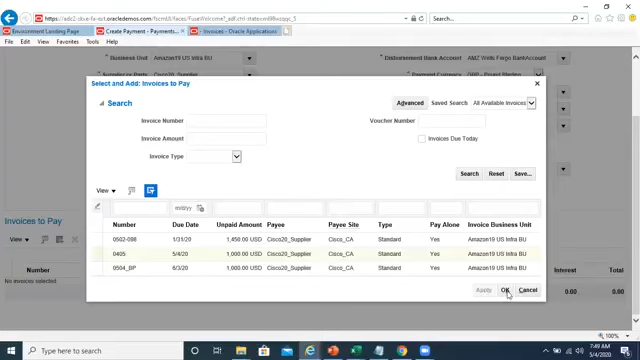 Search...
Environment Landing Page
Create Payment - Payments...
- Invoices - Oracle Applications
File Edit View Favorites Tools Help
Business Unit Amazon19 US Infra BU
Disbursement Bank Account AMZ Wells Fargo BankAccount
Select and Add: Invoices to Pay
Search
Advanced Saved Search All Available Invoices
Invoice Number
Voucher Number
Invoice Amount
Invoices Due Today
Invoice Type
Search Reset Save...
View
m/d/yy
Number Due Date Unpaid Amount Payee Payee Site Type Pay Alone Invoice Business Unit
0502-098 1/31/20 1,450.00 USD Cisco20_Supplier Cisco_CA Standard Yes Amazon19 US Infra BU
0405 5/4/20 1,000.00 USD Cisco20_Supplier Cisco_CA Standard Yes Amazon19 US Infra BU
0504_BP 6/3/20 1,000.00 USD Cisco20_Supplier Cisco_CA Standard Yes Amazon19 US Infra BU
Apply OK Cancel
Invoices to Pay
View
Number
Interest Total
No invoices selected
0.00 0.00
100%
Type here to search
7:49 AM
5/4/2020